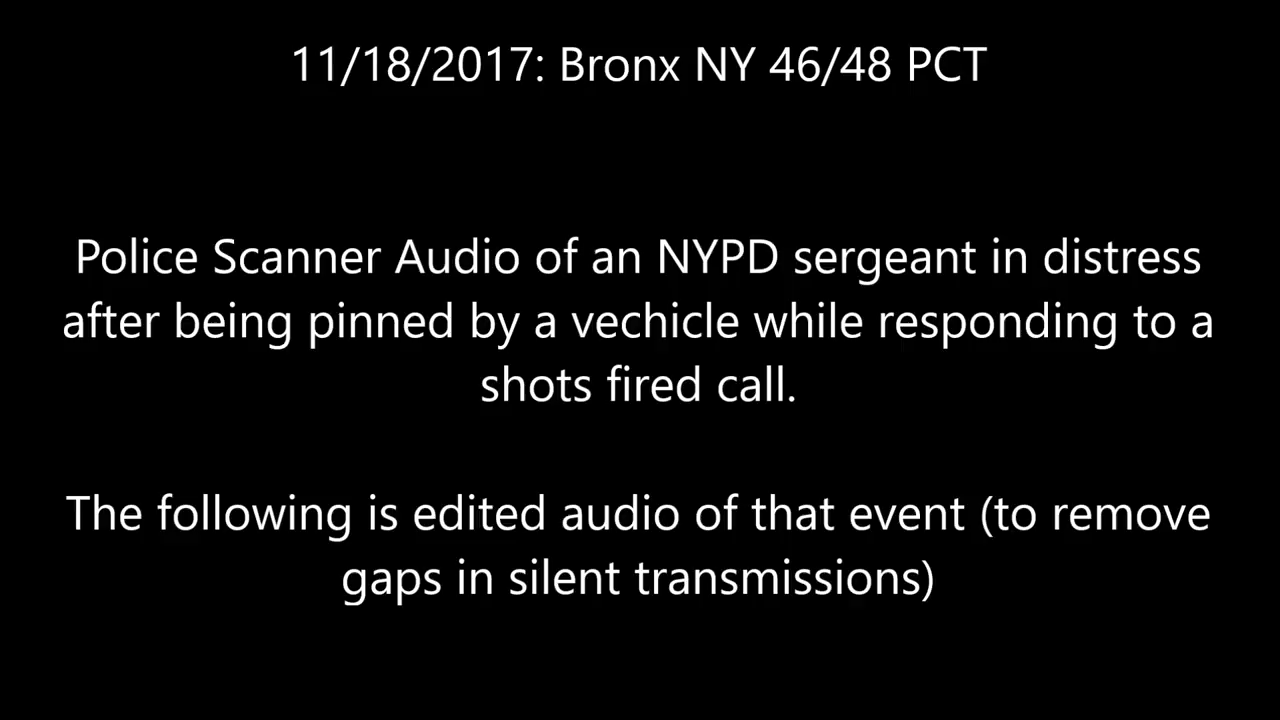 11/18/2017: Bronx NY 46/48 PCT
Police Scanner Audio of an NYPD sergeant in distress
after being pinned by a vechicle while responding to a
shots fired call.
The following is edited audio of that event (to remove
gaps in silent transmissions)